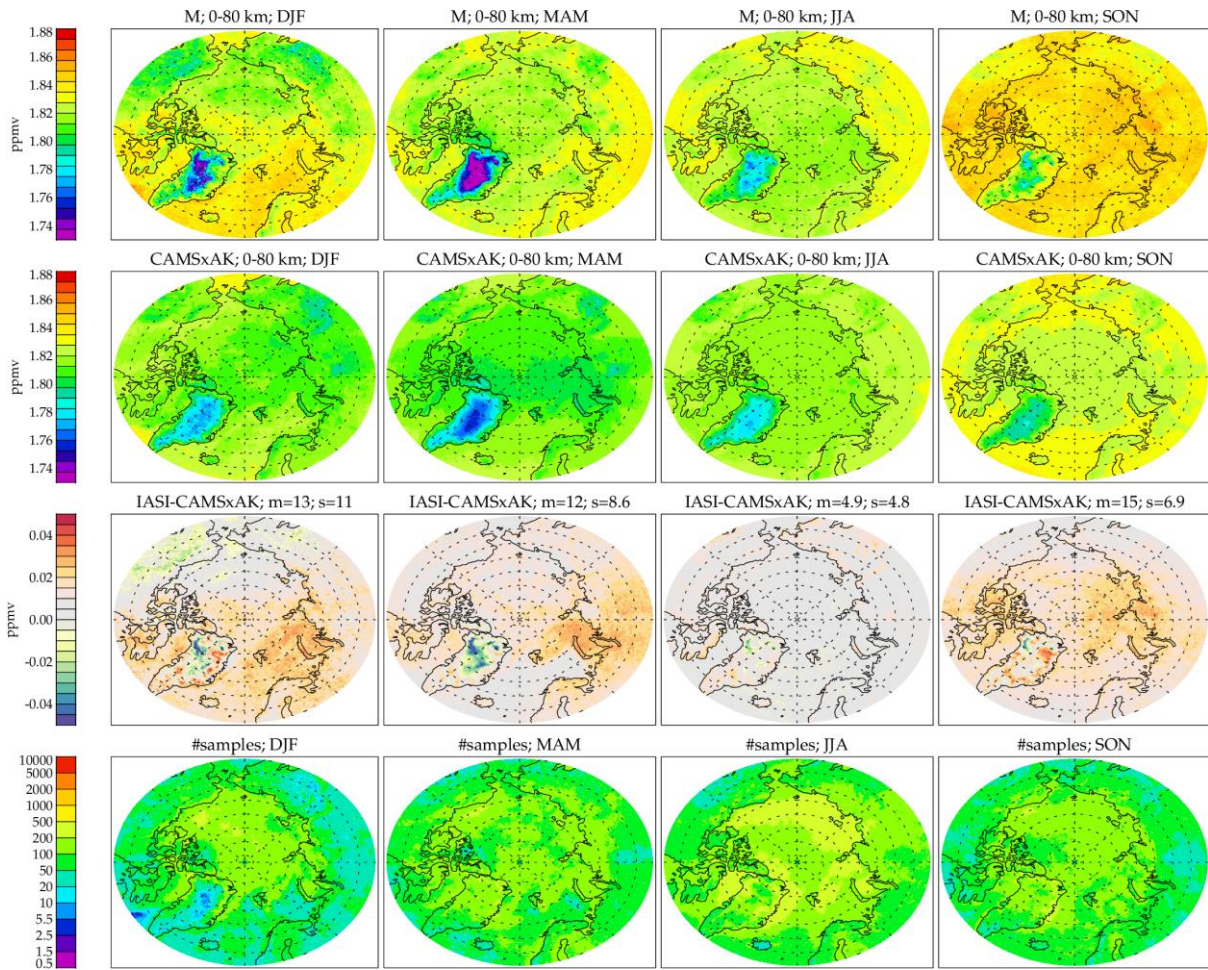 M; 0-80 km; DJF
M; 0-80 km; MAM
M; 0-80 km; JJA
M; 0-80 km; SON
1.88
1.86
1.84
1.82
1.80
1.78
1.76
1.74
ppmv
CAMSxAK; 0-80 km; DJF
CAMSxAK; 0-80 km; MAM
CAMSxAK; 0-80 km; JJA
CAMSxAK; 0-80 km; SON
1.88
1.86
1.84
1.82
1.80
1.78
1.76
1.74
ppmv
IASI-CAMSxAK; m=13; s=11
IASI-CAMSxAK; m=12; s=8.6
IASI-CAMSxAK; m=4.9; s=4.8
IASI-CAMSxAK; m=15; s=6.9
0.04
0.02
0.00
-0.02
-0.04
ppmv
#samples; DJF
#samples; MAM
#samples; JJA
#samples; SON
10000
5000
2000
1000
500
200
100
50
20
10
5.5
2.5
1.5
0.5